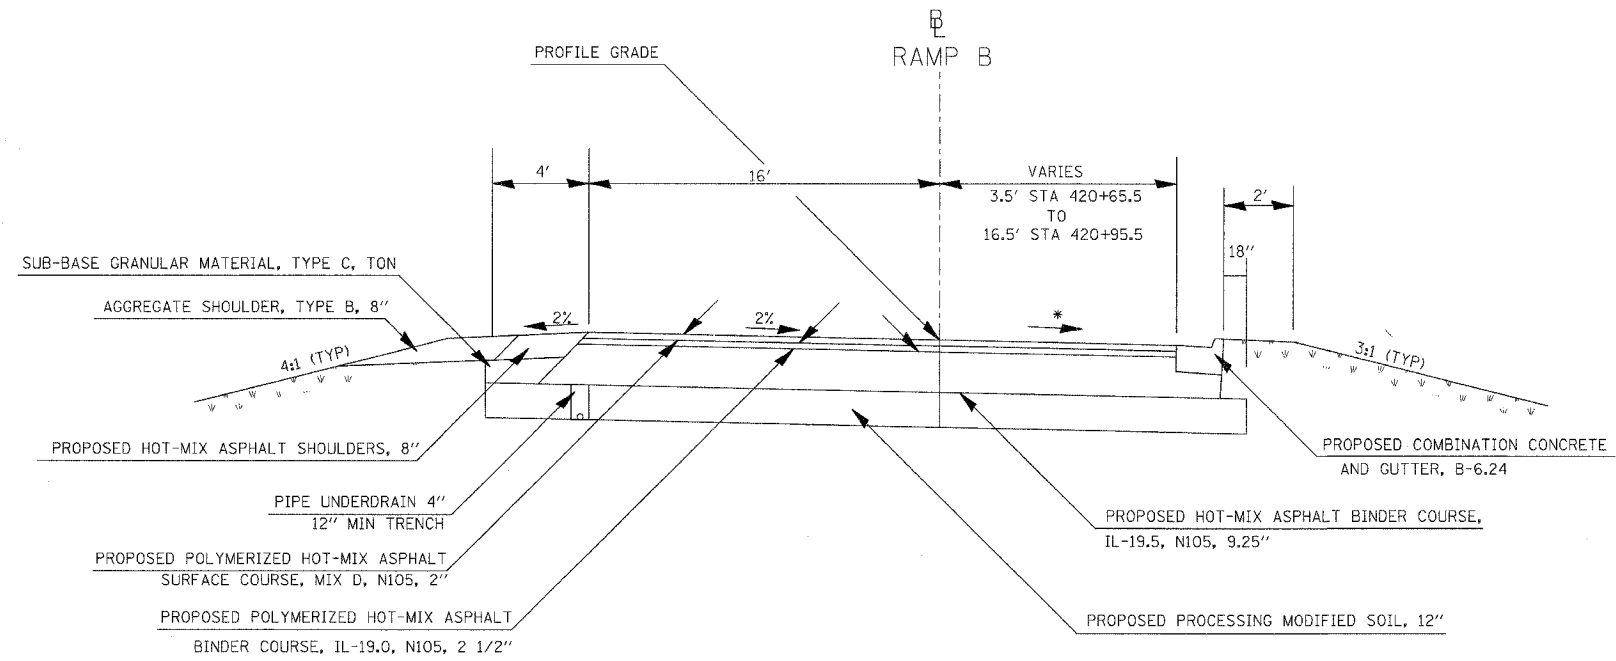 BL
RAMP B
PROFILE GRADE
4'
16'
VARIES
3.5' STA 420+65.5
TO
16.5' STA 420+95.5
2'
18"
SUB-BASE GRANULAR MATERIAL, TYPE C, TON
AGGREGATE SHOULDER, TYPE B, 8"
2%
2%
*
4:1 (TYP)
3:1 (TYP)
PROPOSED HOT-MIX ASPHALT SHOULDERS, 8"
PROPOSED COMBINATION CONCRETE
AND GUTTER, B-6.24
PIPE UNDERDRAIN 4"
12" MIN TRENCH
PROPOSED HOT-MIX ASPHALT BINDER COURSE,
IL-19.5, N105, 9.25"
PROPOSED POLYMERIZED HOT-MIX ASPHALT
SURFACE COURSE, MIX D, N105, 2"
PROPOSED POLYMERIZED HOT-MIX ASPHALT
BINDER COURSE, IL-19.0, N105, 2 1/2"
PROPOSED PROCESSING MODIFIED SOIL, 12"